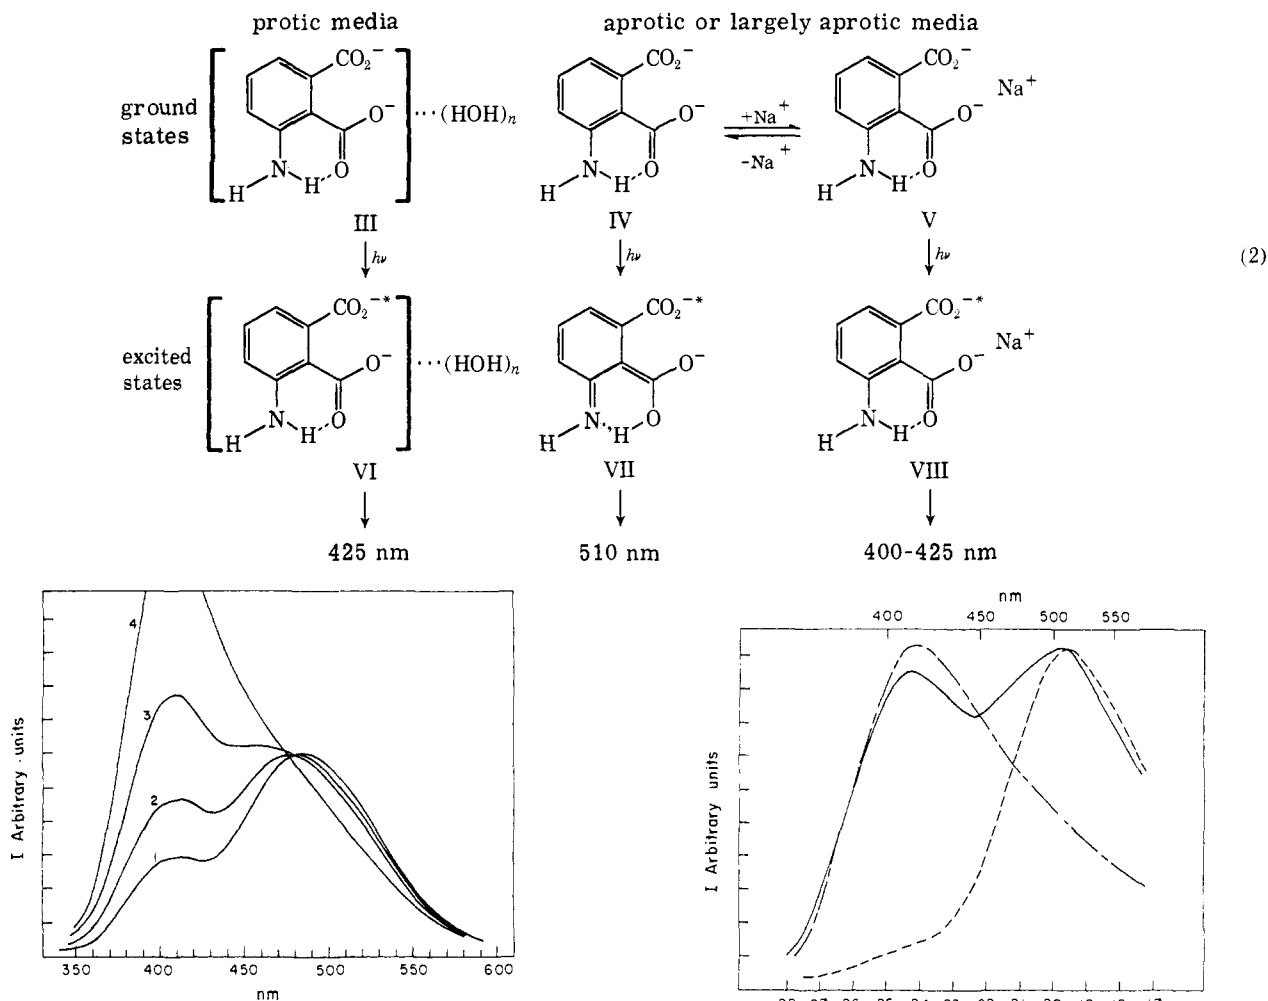 protic media
aprotic or largely aprotic media
ground states
CO2−
O−
···(HOH)n
N
H
H
O
III
CO2−
O−
N
H
H
O
IV
+Na+
-Na+
CO2−
O−
Na+
N
H
H
O
V
hν
hν
hν
(2)
excited states
CO2−*
O−
···(HOH)n
N
H
H
O
VI
CO2−*
O−
N
H
H
O
VII
CO2−*
O−
Na+
N
H
H
O
VIII
425 nm
510 nm
400-425 nm
I Arbitrary units
4
3
2
1
350 400 450 500 550 600
nm
nm
400 450 500 550
I Arbitrary units